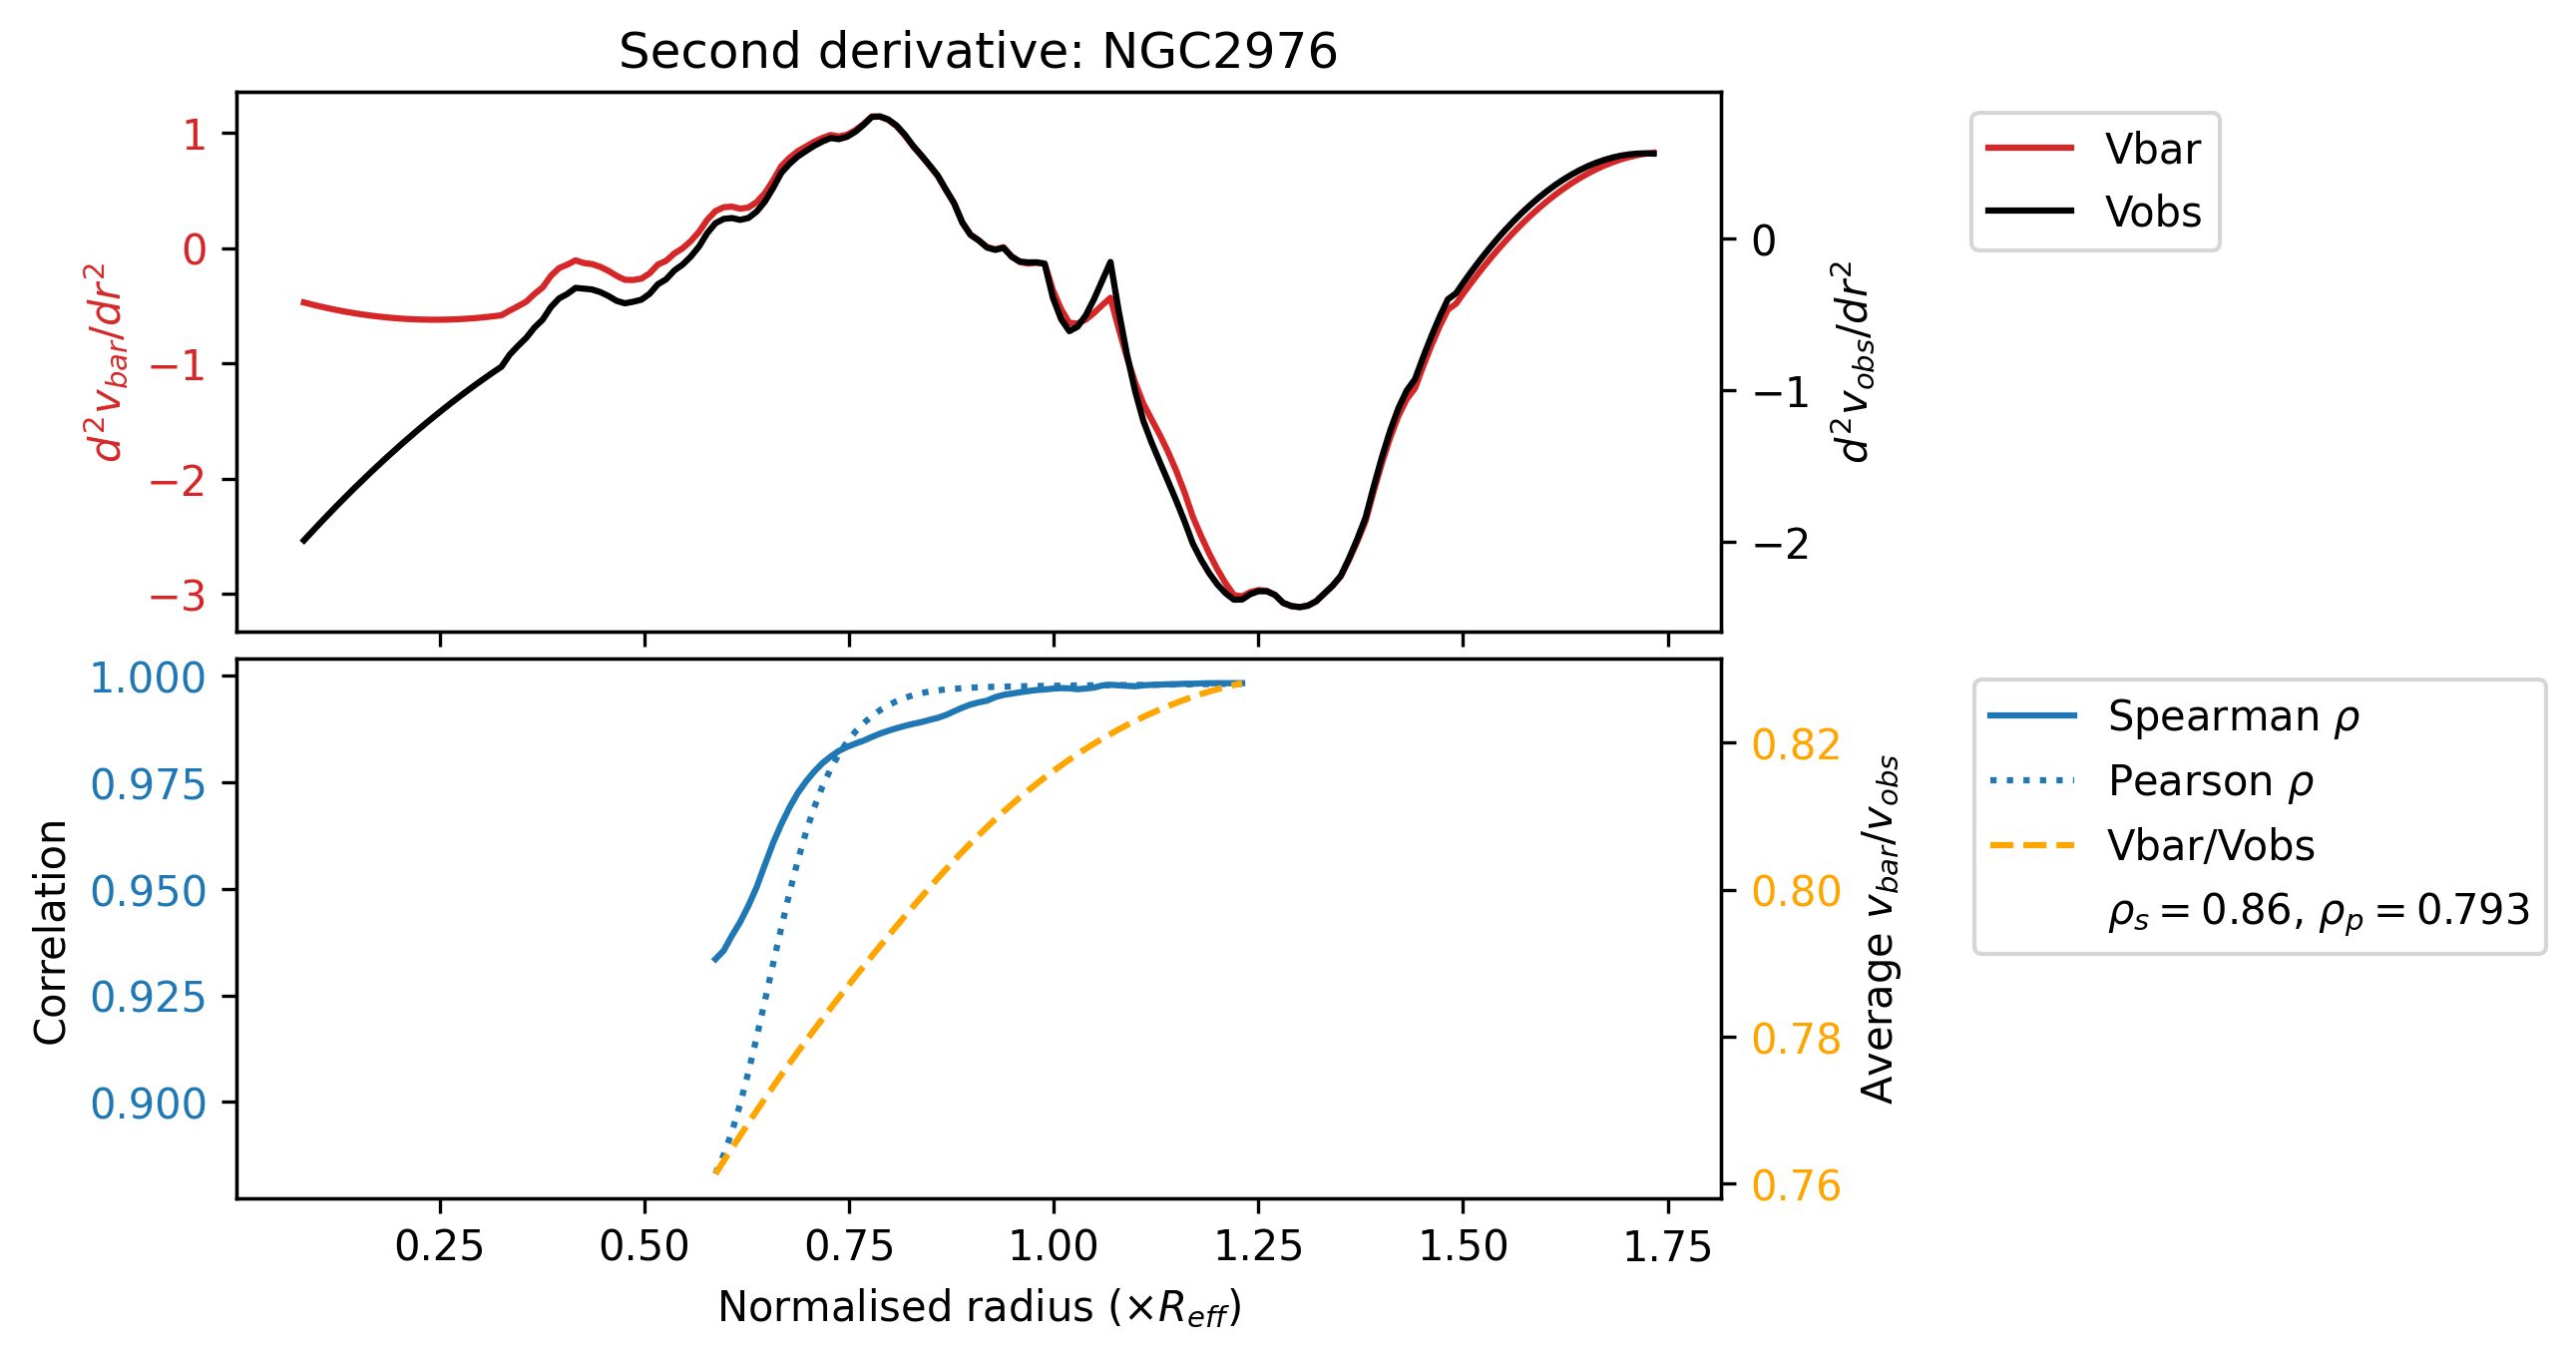 Second derivative: NGC2976
1
0
−1
−2
−3
d²v_bar/dr²
0
−1
−2
d²v_obs/dr²
Vbar
Vobs
1.000
0.975
0.950
0.925
0.900
Correlation
0.82
0.80
0.78
0.76
Average v_bar/v_obs
Spearman ρ
Pearson ρ
Vbar/Vobs
ρ_s = 0.86, ρ_p = 0.793
0.25 0.50 0.75 1.00 1.25 1.50 1.75
Normalised radius (×R_eff)